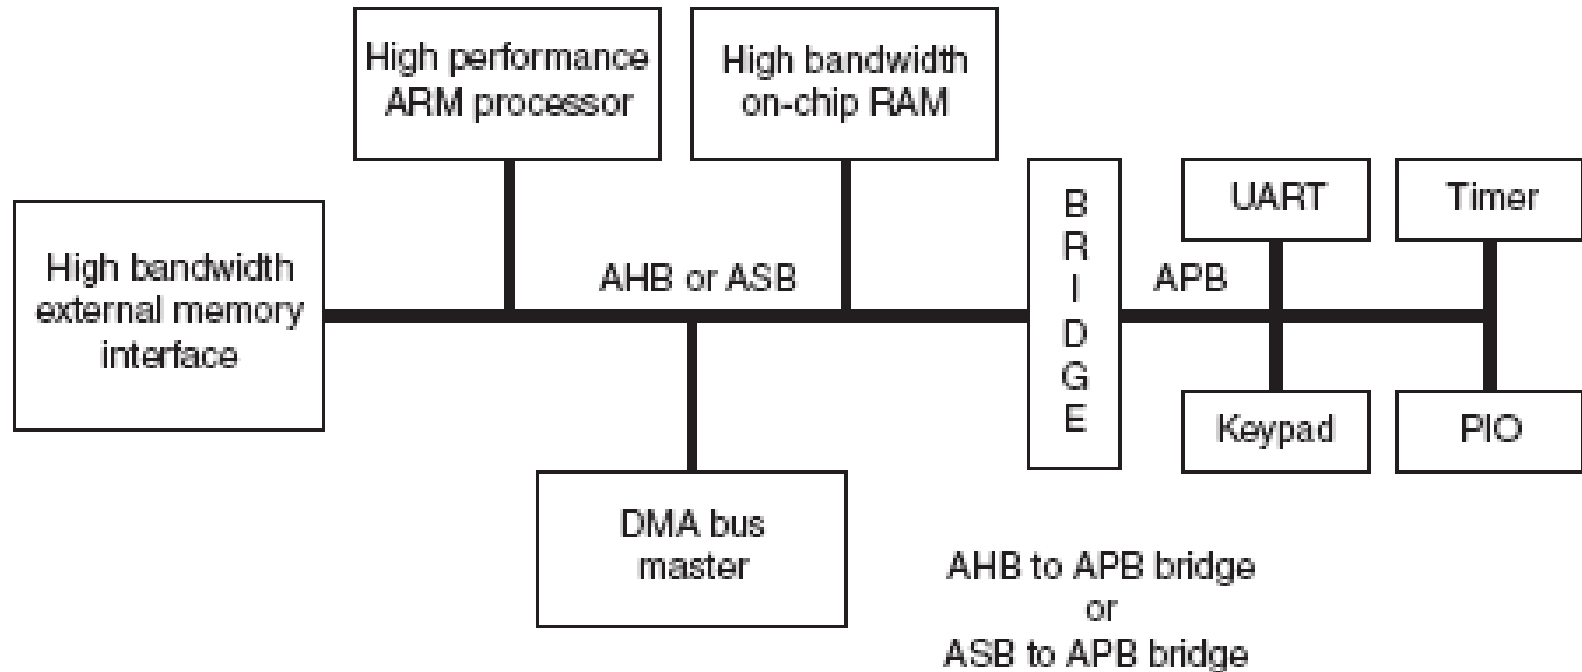 High performance
ARM processor
High bandwidth
on-chip RAM
High bandwidth
external memory
interface
AHB or ASB
B
R
I
D
G
E
APB
UART
Timer
Keypad
PIO
DMA bus
master
AHB to APB bridge
or
ASB to APB bridge